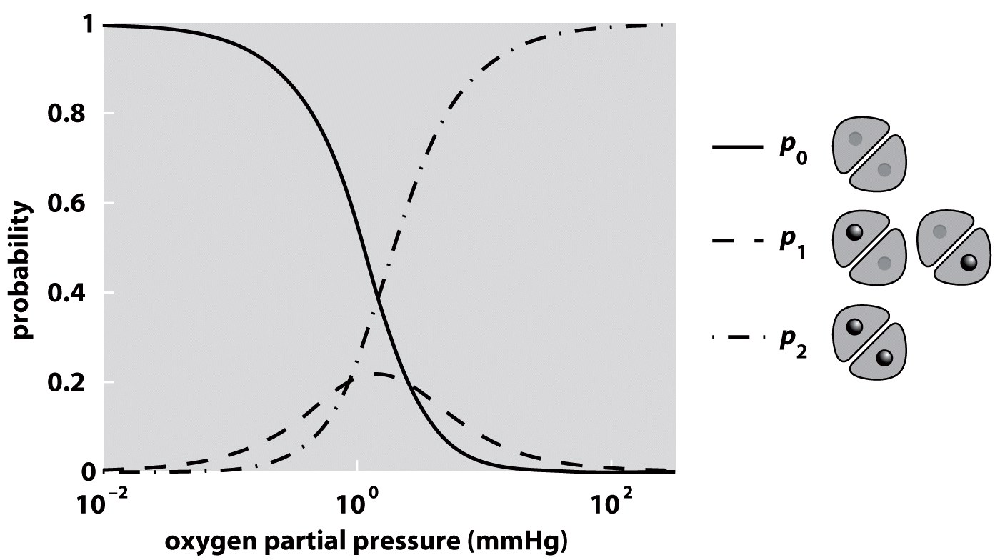 1
0.8
0.6
0.4
0.2
0
probability
10⁻²
10⁰
10²
oxygen partial pressure (mmHg)
p₀
p₁
p₂